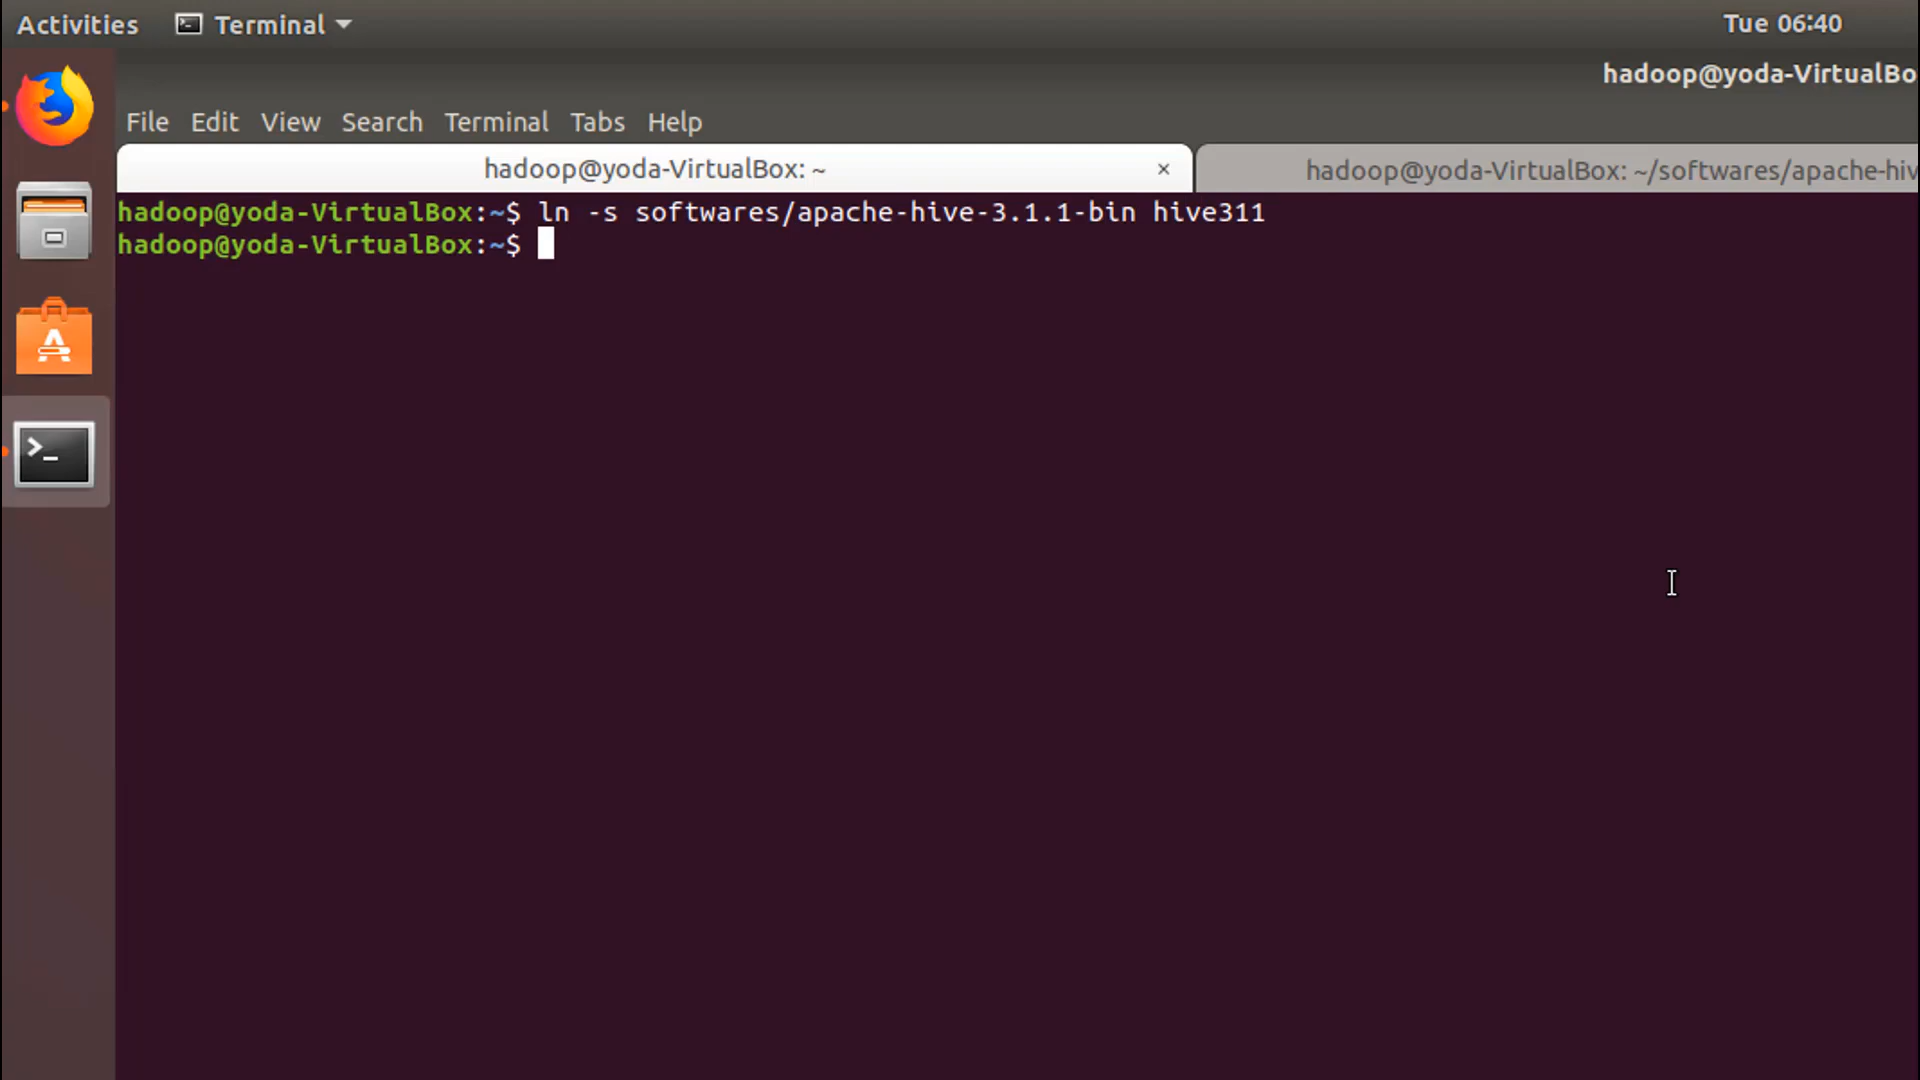 Activities Terminal Tue 06:40
hadoop@yoda-VirtualBo
File Edit View Search Terminal Tabs Help
hadoop@yoda-VirtualBox: ~ × hadoop@yoda-VirtualBox: ~/softwares/apache-hiv
hadoop@yoda-VirtualBox:~$ ln -s softwares/apache-hive-3.1.1-bin hive311
hadoop@yoda-VirtualBox:~$